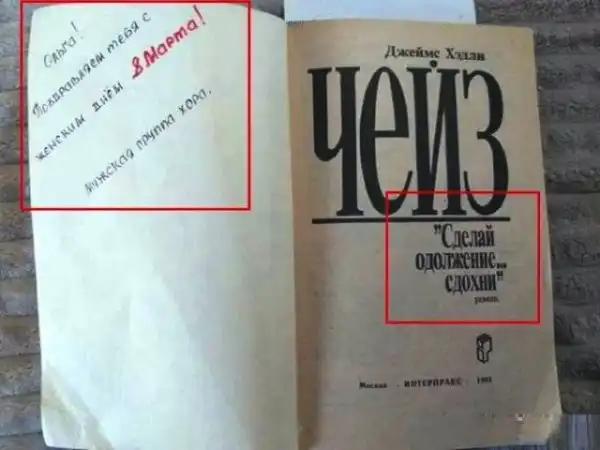 Ольга!
Поздравляем тебя с
женским днём 8 Марта!
Мужская группа хора.
Джеймс Хэдли
Чейз
"Сделай
одолжение...
сдохни"
роман.
Москва · ИНТЕРПРАКС ·